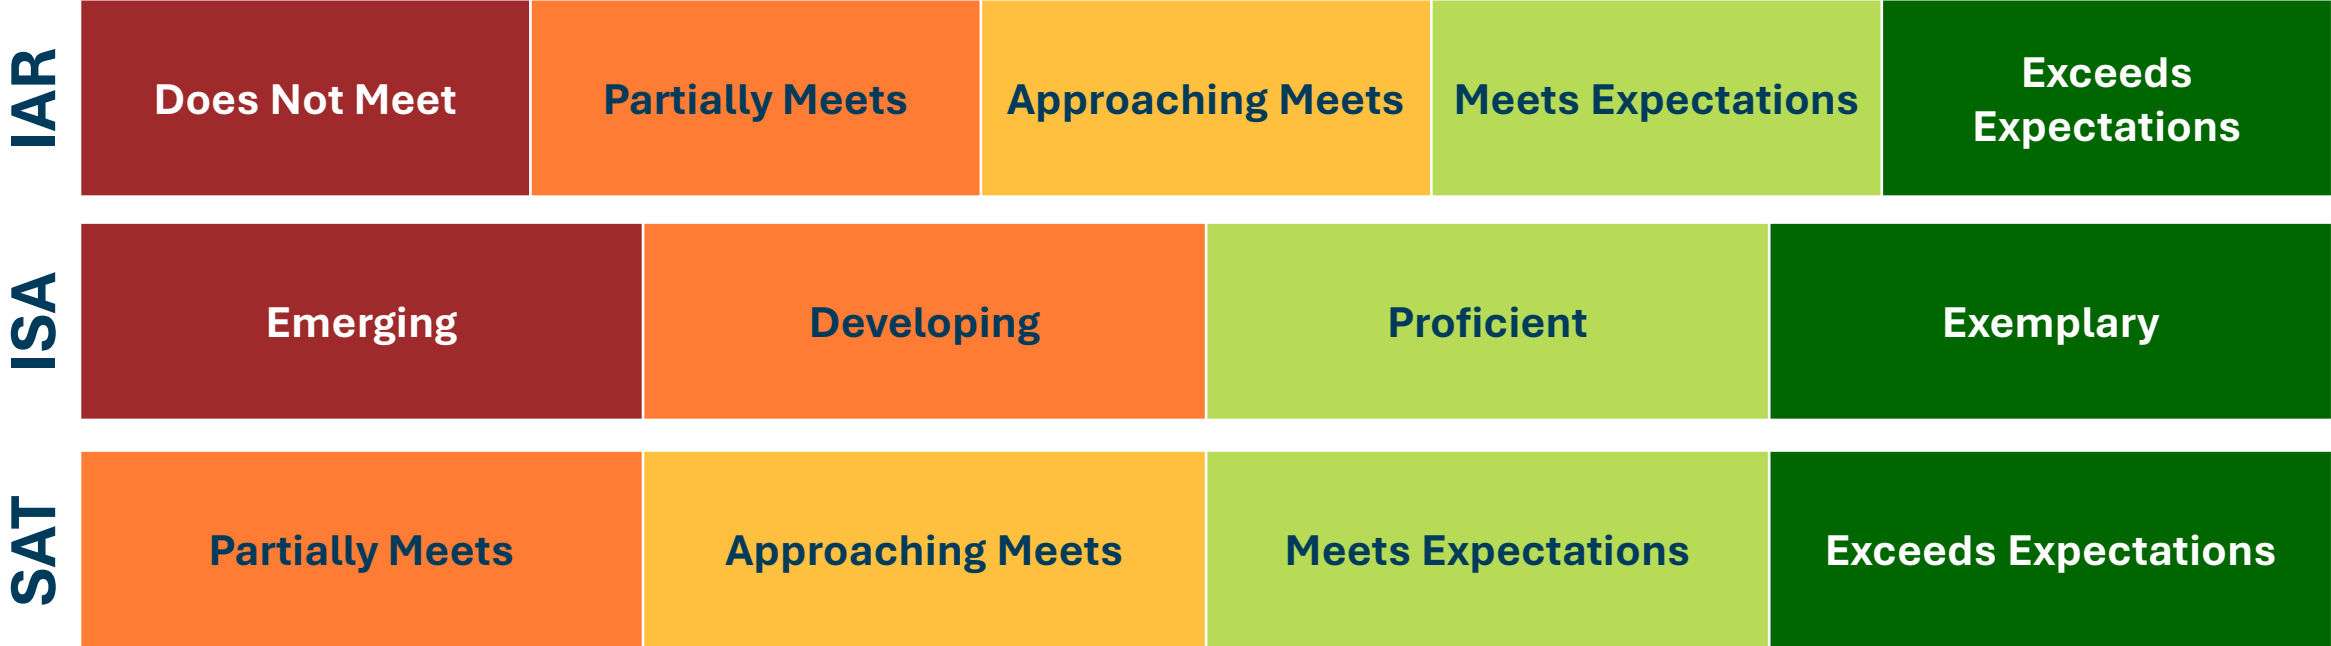 IAR
Does Not Meet
Partially Meets
Approaching Meets
Meets Expectations
Exceeds
Expectations
ISA
Emerging
Developing
Proficient
Exemplary
SAT
Partially Meets
Approaching Meets
Meets Expectations
Exceeds Expectations